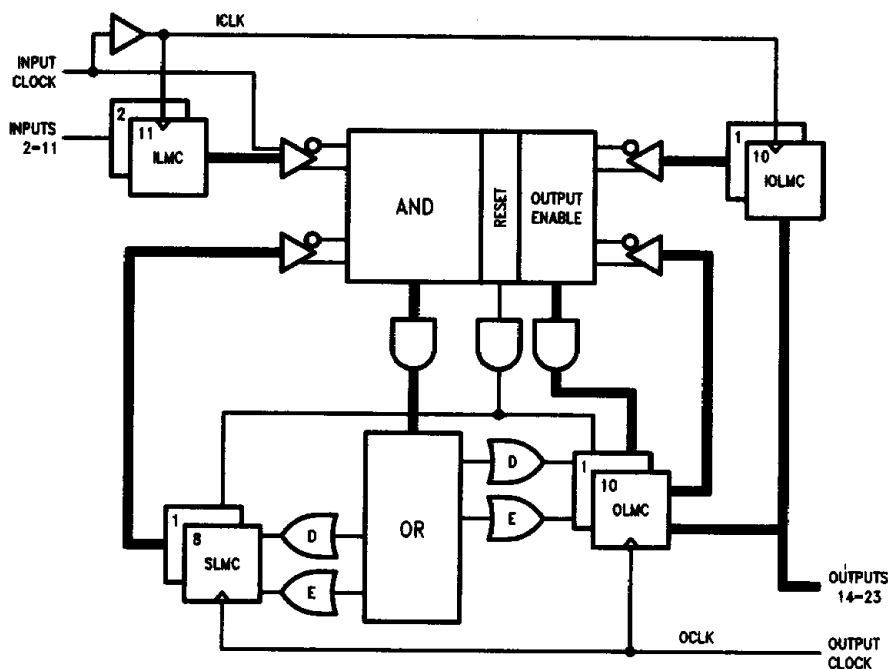 ICLK
INPUT
CLOCK
INPUTS
2-11
2
11
ILMC
AND
RESET
OUTPUT
ENABLE
1
10
IOLMC
1
8
SLMC
D
E
OR
D
E
1
10
OLMC
OUTPUTS
14-23
OCLK
OUTPUT
CLOCK